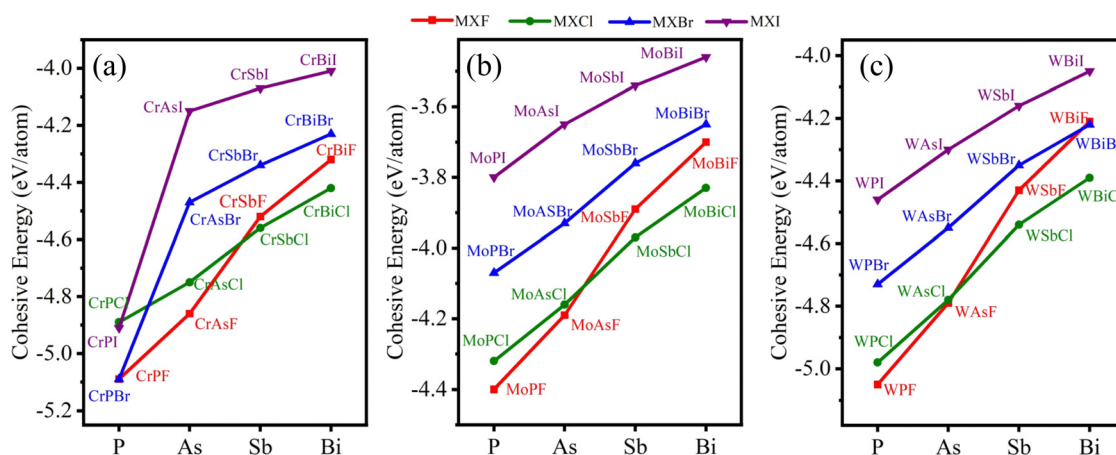 MXF MXCl MXBr MXI
(a)
Cohesive Energy (eV/atom)
-4.0
-4.2
-4.4
-4.6
-4.8
-5.0
-5.2
P As Sb Bi
CrBiI
CrSbI
CrAsI
CrBiBr
CrBiF
CrSbBr
CrSbF
CrAsBr
CrBiCl
CrSbCl
CrAsCl
CrPCl
CrAsF
CrPI
CrPF
CrPBr
(b)
Cohesive Energy (eV/atom)
-3.6
-3.8
-4.0
-4.2
-4.4
P As Sb Bi
MoBiI
MoSbI
MoAsI
MoPI
MoBiBr
MoSbBr
MoBiF
MoASBr
MoSbF
MoBiCl
MoPBr
MoSbCl
MoAsCl
MoAsF
MoPCl
MoPF
(c)
Cohesive Energy (eV/atom)
-4.0
-4.2
-4.4
-4.6
-4.8
-5.0
P As Sb Bi
WBiI
WSbI
WBiF
WAsI
WSbBr
WBiB
WPI
WSbF
WBiC
WAsBr
WSbCl
WPBr
WAsCl
WAsF
WPCl
WPF